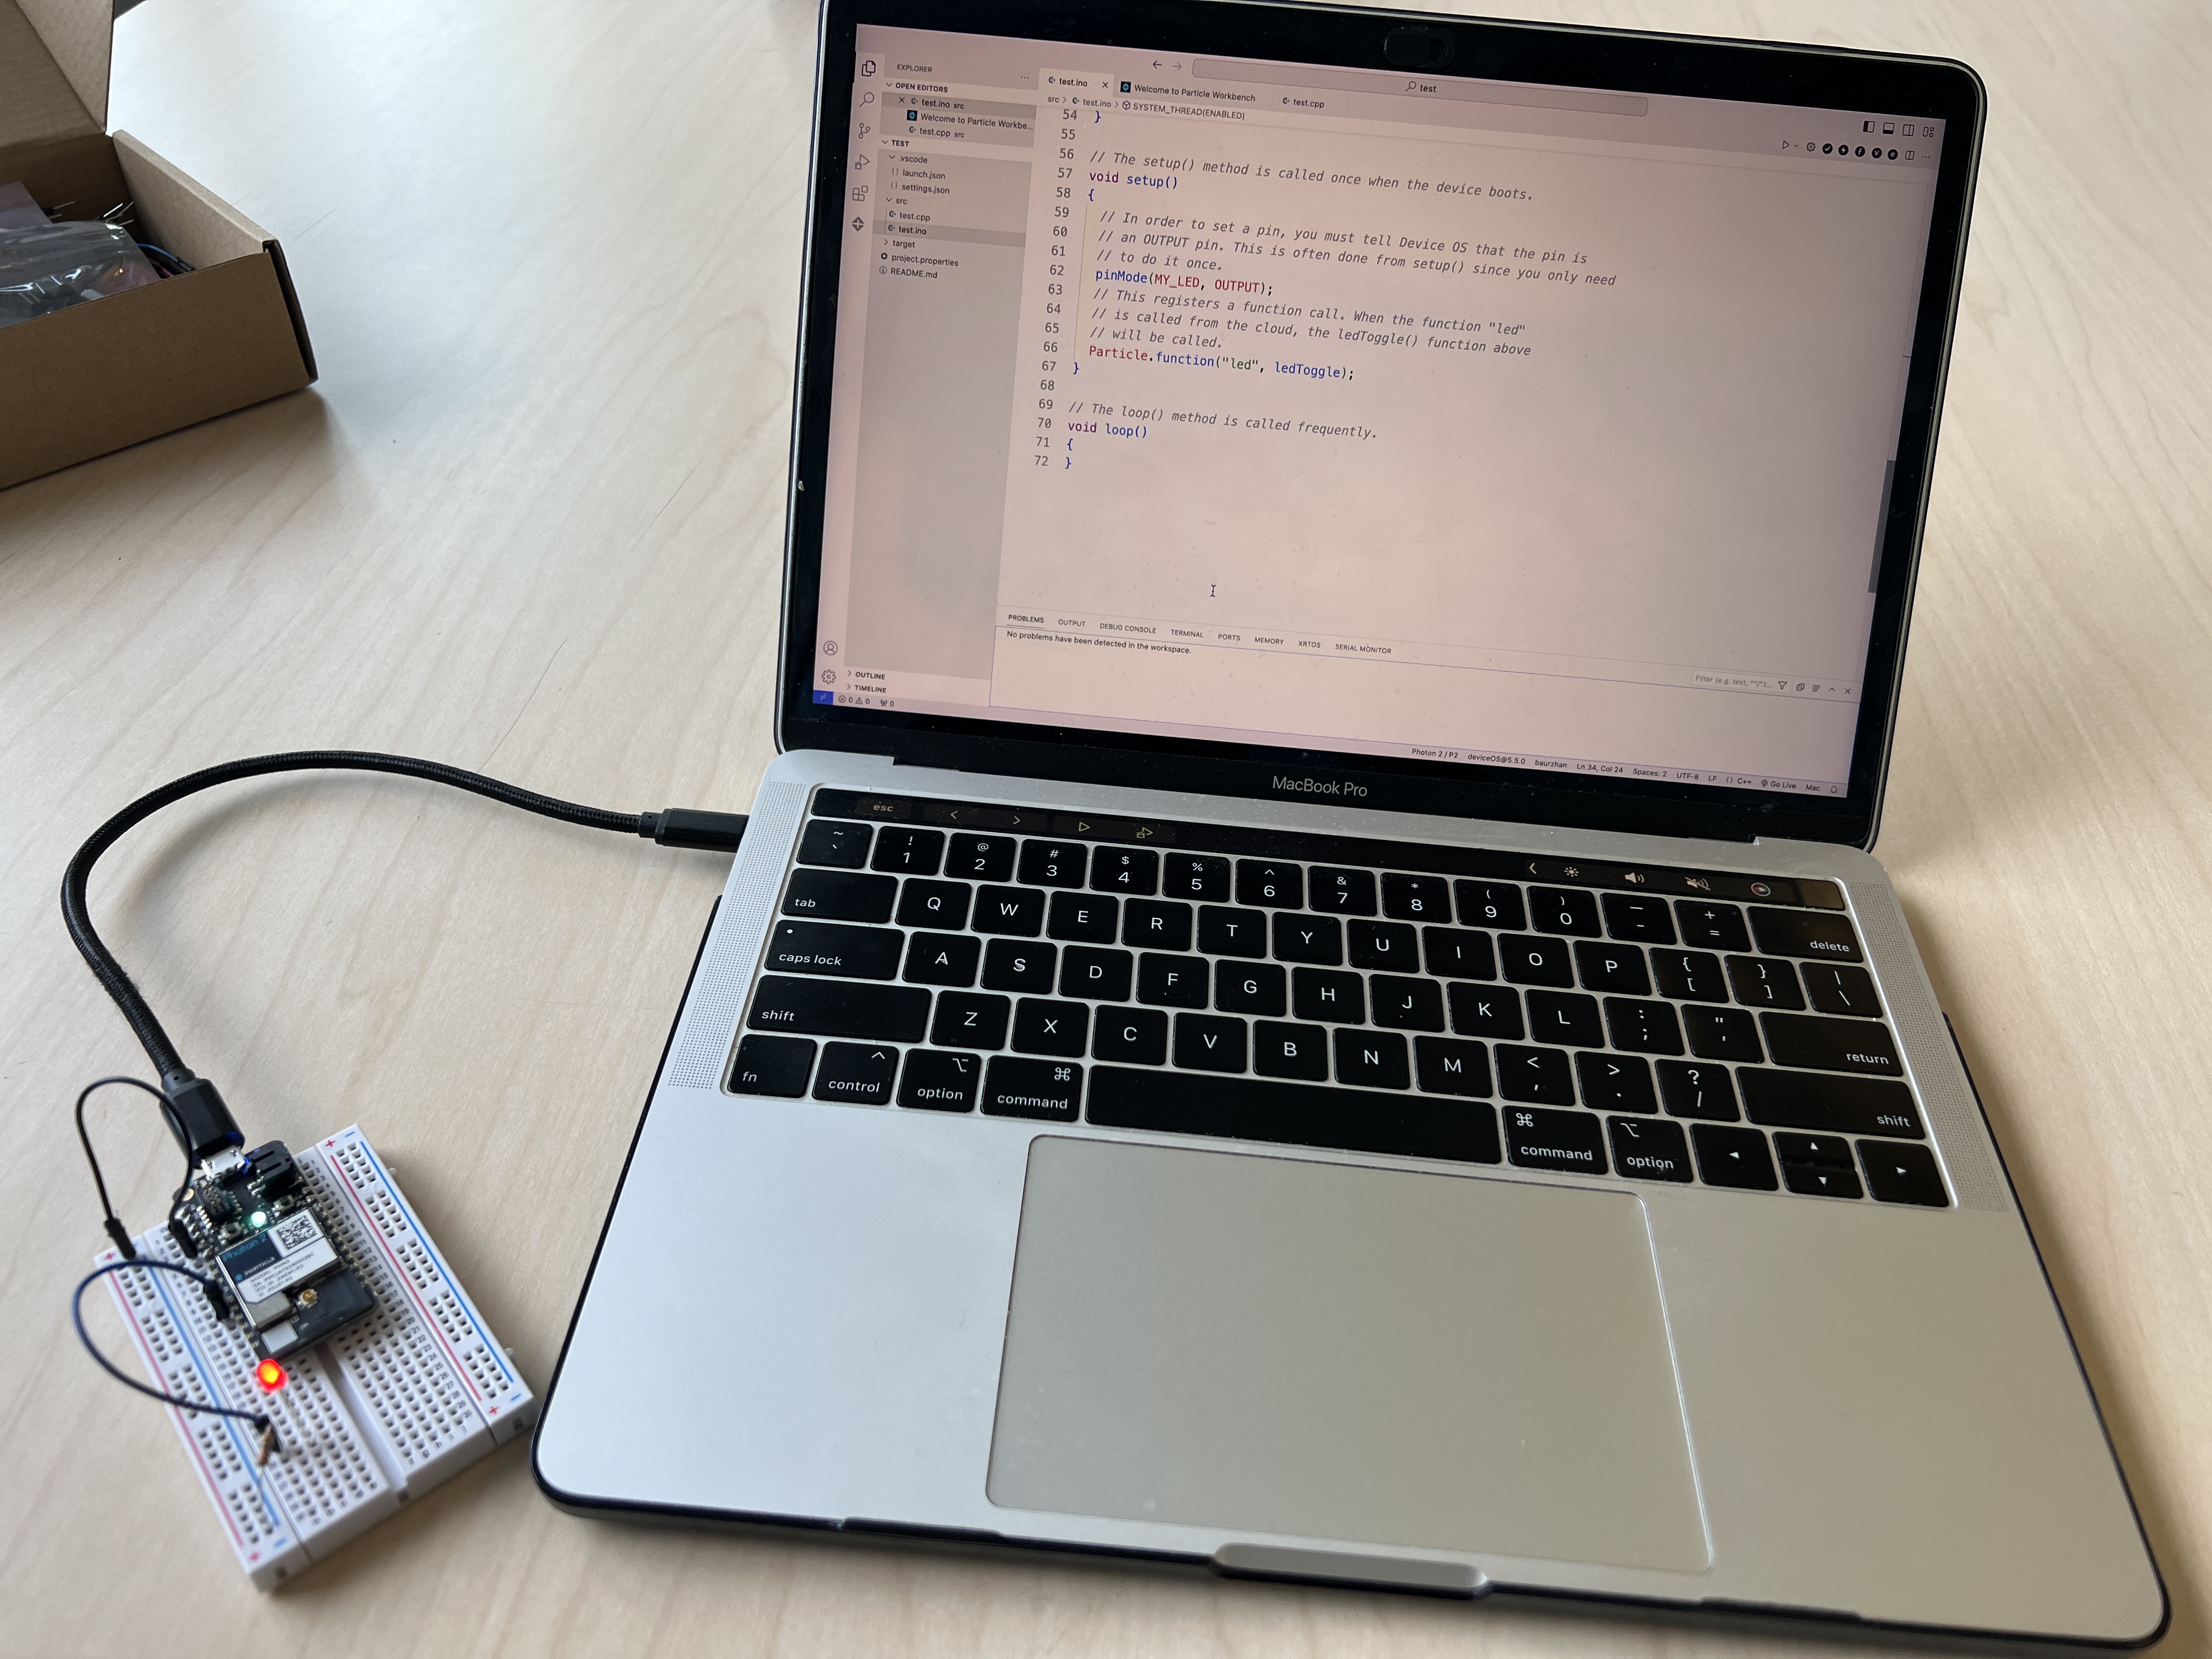 EXPLORER
OPEN EDITORS
test.ino src
Welcome to Particle Workbe...
test.cpp src
TEST
.vscode
launch.json
settings.json
src
test.cpp
test.ino
target
project.properties
README.md
OUTLINE
TIMELINE
test
test.ino
Welcome to Particle Workbench
test.cpp
src > test.ino > SYSTEM_THREAD(ENABLED)
54 }
55
56 // The setup() method is called once when the device boots.
57 void setup()
58 {
59 // In order to set a pin, you must tell Device OS that the pin is
60 // an OUTPUT pin. This is often done from setup() since you only need
61 // to do it once.
62 pinMode(MY_LED, OUTPUT);
63 // This registers a function call. When the function "led"
64 // is called from the cloud, the ledToggle() function above
65 // will be called.
66 Particle.function("led", ledToggle);
67 }
68
69 // The loop() method is called frequently.
70 void loop()
71 {
72 }
PROBLEMS OUTPUT DEBUG CONSOLE TERMINAL PORTS MEMORY XRTOS SERIAL MONITOR
No problems have been detected in the workspace.
Filter (e.g. text,
0 0 0
Photon 2 / P2 deviceOS@5.5.0 baurzhan Ln 34, Col 24 Spaces: 2 UTF-8 LF {} C++ Go Live Mac
MacBook Pro
esc
~ ` ! 1 @ 2 # 3 $ 4 % 5 ^ 6 & 7 * 8 ( 9 ) 0 _ - + = delete
tab Q W E R T Y U I O P { [ } ] | \
caps lock A S D F G H J K L : ; " ' return
shift Z X C V B N M < , > . ? / shift
fn control option command command option
Photon 2